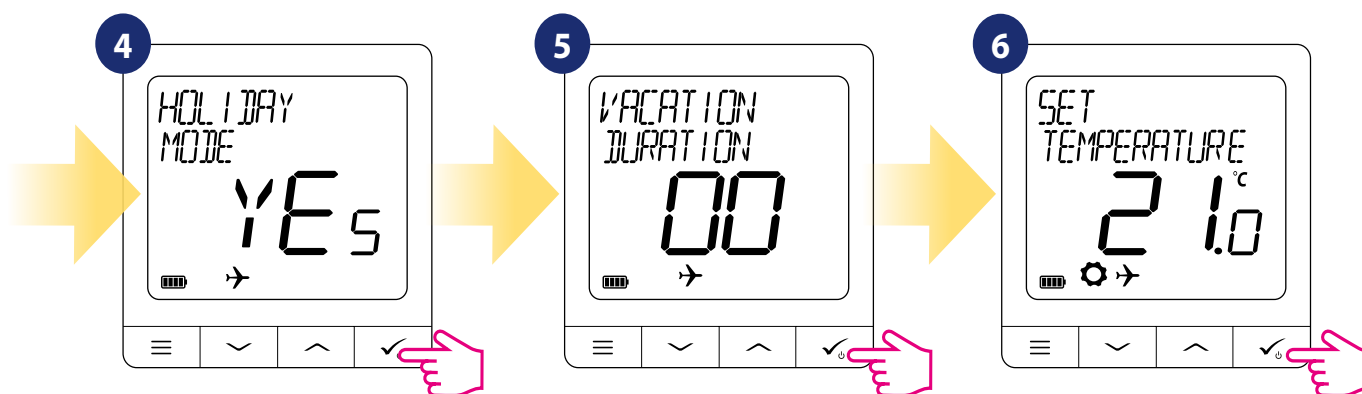 4
HOLIDAY
MODE
YES
5
VACATION
DURATION
00
6
SET
TEMPERATURE
21.0 °C